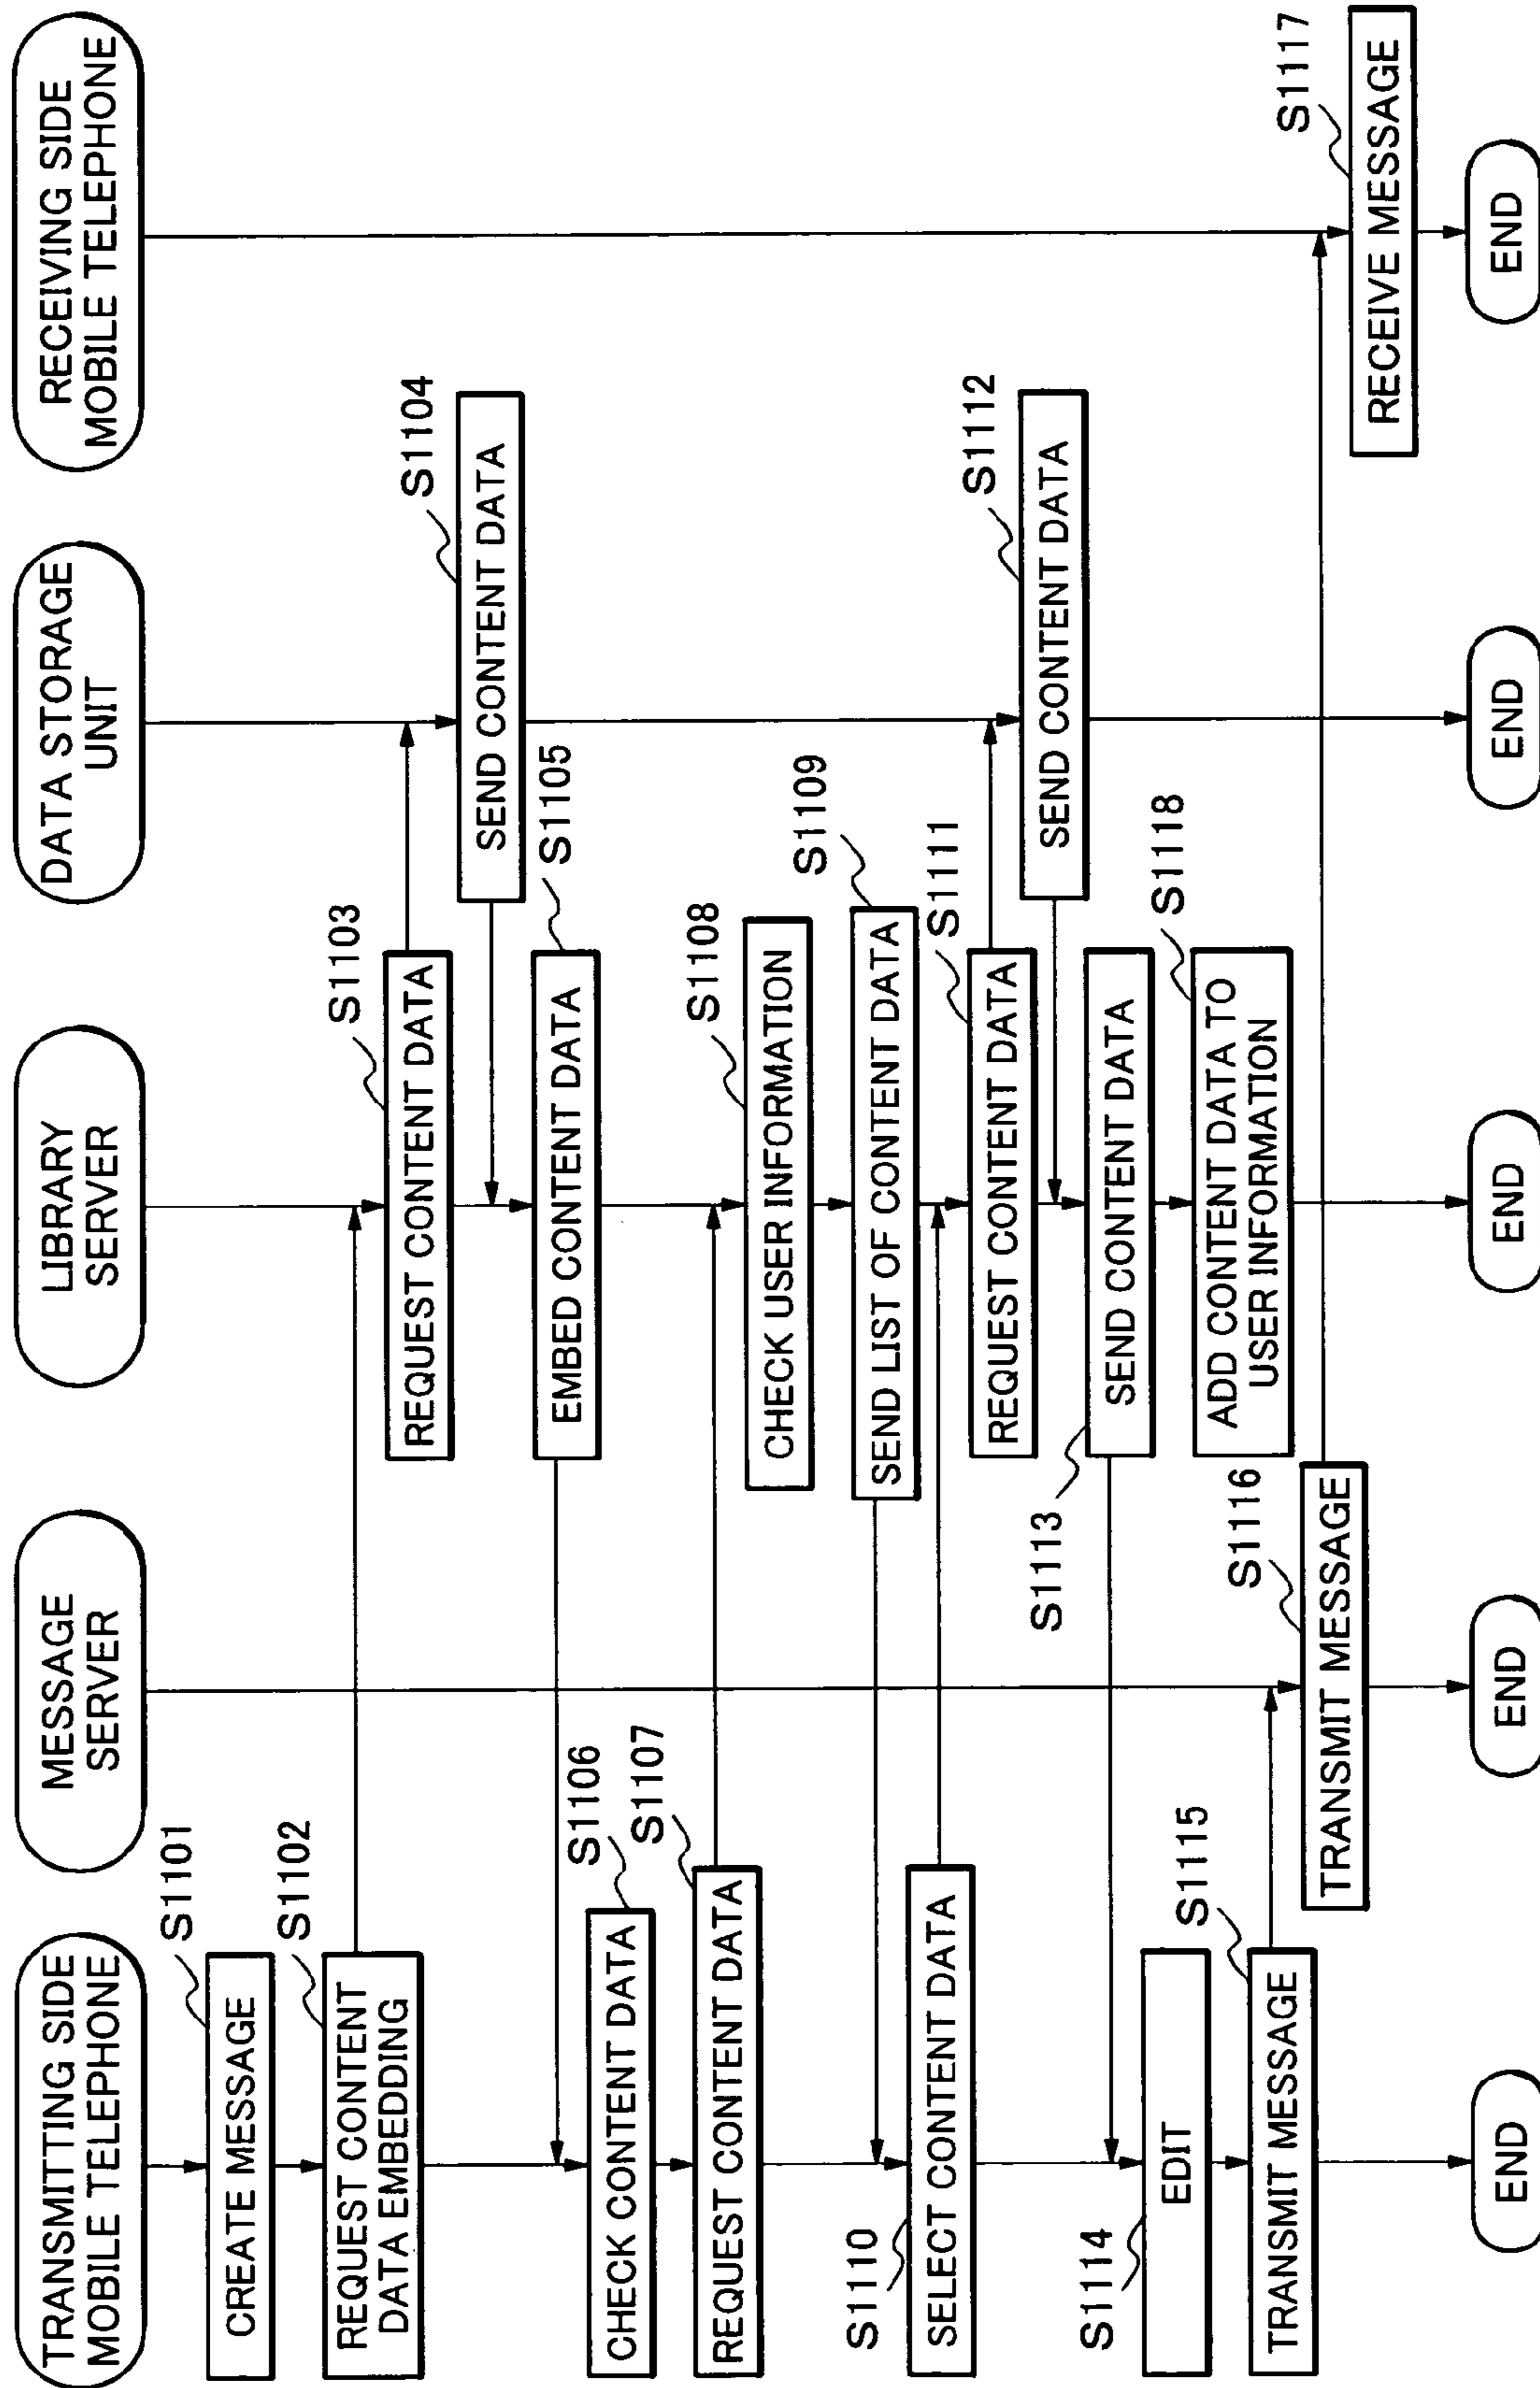 TRANSMITTING SIDE
MOBILE TELEPHONE
MESSAGE
SERVER
LIBRARY
SERVER
DATA STORAGE
UNIT
RECEIVING SIDE
MOBILE TELEPHONE
S1101
CREATE MESSAGE
S1102
REQUEST CONTENT
DATA EMBEDDING
S1103
REQUEST CONTENT DATA
S1104
SEND CONTENT DATA
S1105
EMBED CONTENT DATA
S1106
CHECK CONTENT DATA
S1107
REQUEST CONTENT DATA
S1108
CHECK USER INFORMATION
S1109
SEND LIST OF CONTENT DATA
S1110
SELECT CONTENT DATA
S1111
REQUEST CONTENT DATA
S1112
SEND CONTENT DATA
S1113
SEND CONTENT DATA
S1118
ADD CONTENT DATA TO
USER INFORMATION
S1114
EDIT
S1115
TRANSMIT MESSAGE
S1116
TRANSMIT MESSAGE
S1117
RECEIVE MESSAGE
END
END
END
END
END